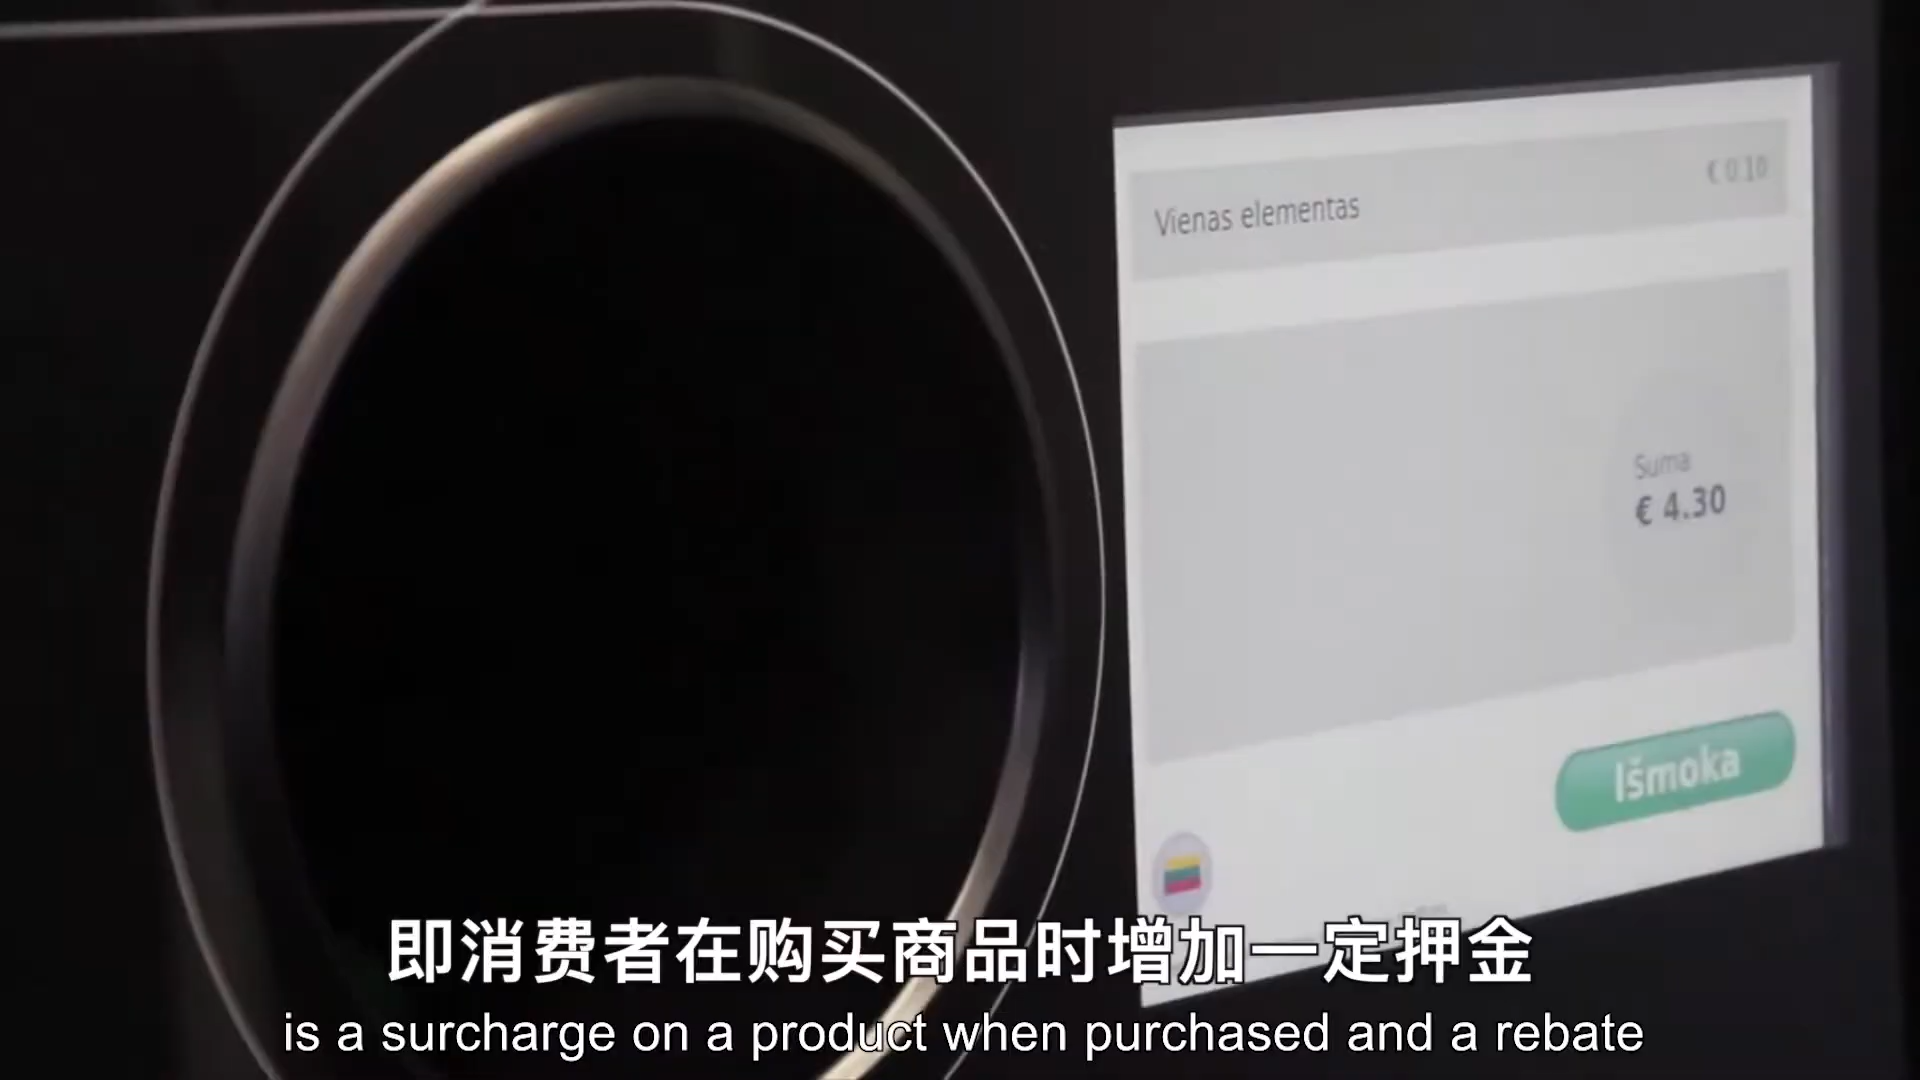 € 0.10
Vienas elementas
Suma
€ 4.30
Išmoka
即消费者在购买商品时增加一定押金
is a surcharge on a product when purchased and a rebate